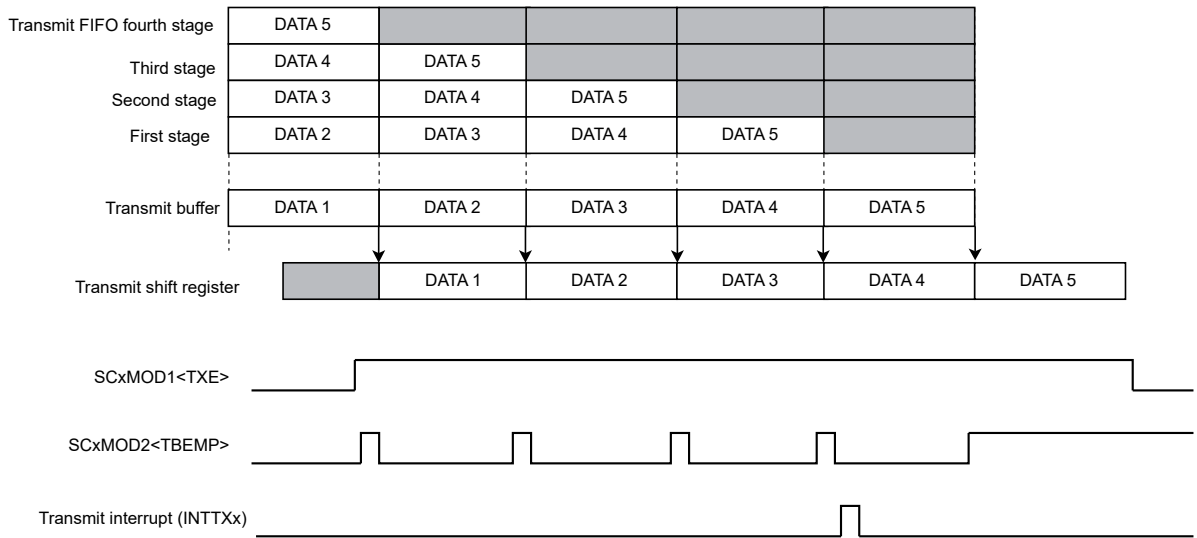 Transmit FIFO fourth stage DATA 5
Third stage DATA 4 DATA 5
Second stage DATA 3 DATA 4 DATA 5
First stage DATA 2 DATA 3 DATA 4 DATA 5
Transmit buffer DATA 1 DATA 2 DATA 3 DATA 4 DATA 5
Transmit shift register DATA 1 DATA 2 DATA 3 DATA 4 DATA 5
SCxMOD1<TXE>
SCxMOD2<TBEMP>
Transmit interrupt (INTTXx)